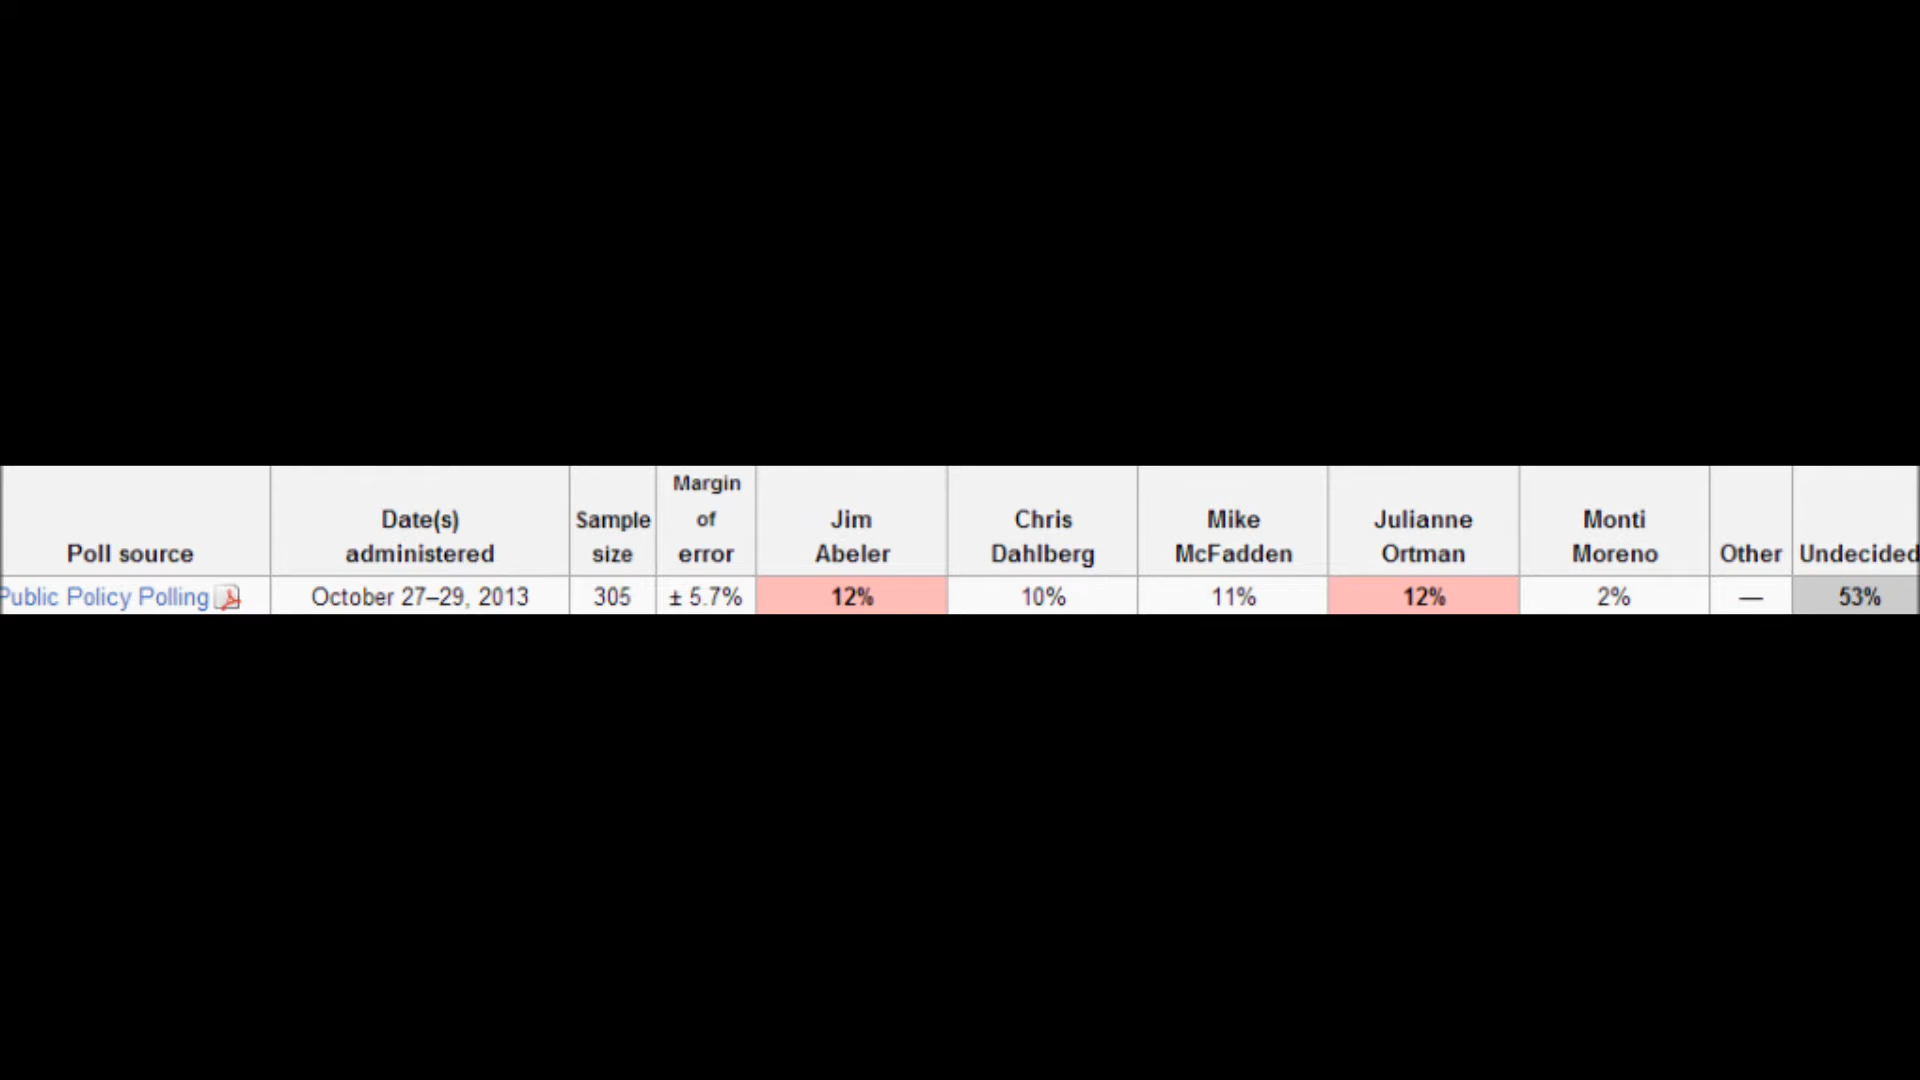 Poll source Date(s) administered Sample size Margin of error Jim Abeler Chris Dahlberg Mike McFadden Julianne Ortman Monti Moreno Other Undecided
Public Policy Polling October 27–29, 2013 305 ± 5.7% 12% 10% 11% 12% 2% — 53%